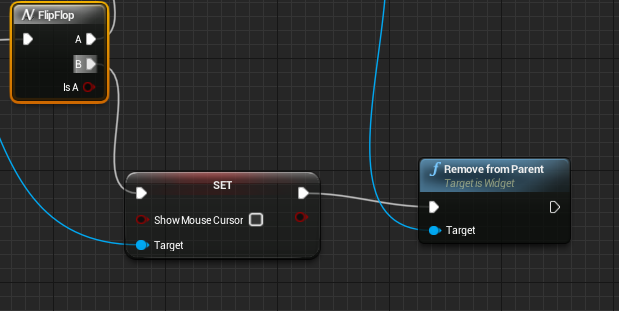 FlipFlop
A
B
Is A
SET
Show Mouse Cursor
Target
f Remove from Parent
Target is Widget
Target